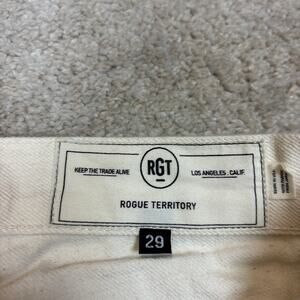 RGT
KEEP THE TRADE ALIVE
LOS ANGELES . CALIF.
ROGUE TERRITORY
29